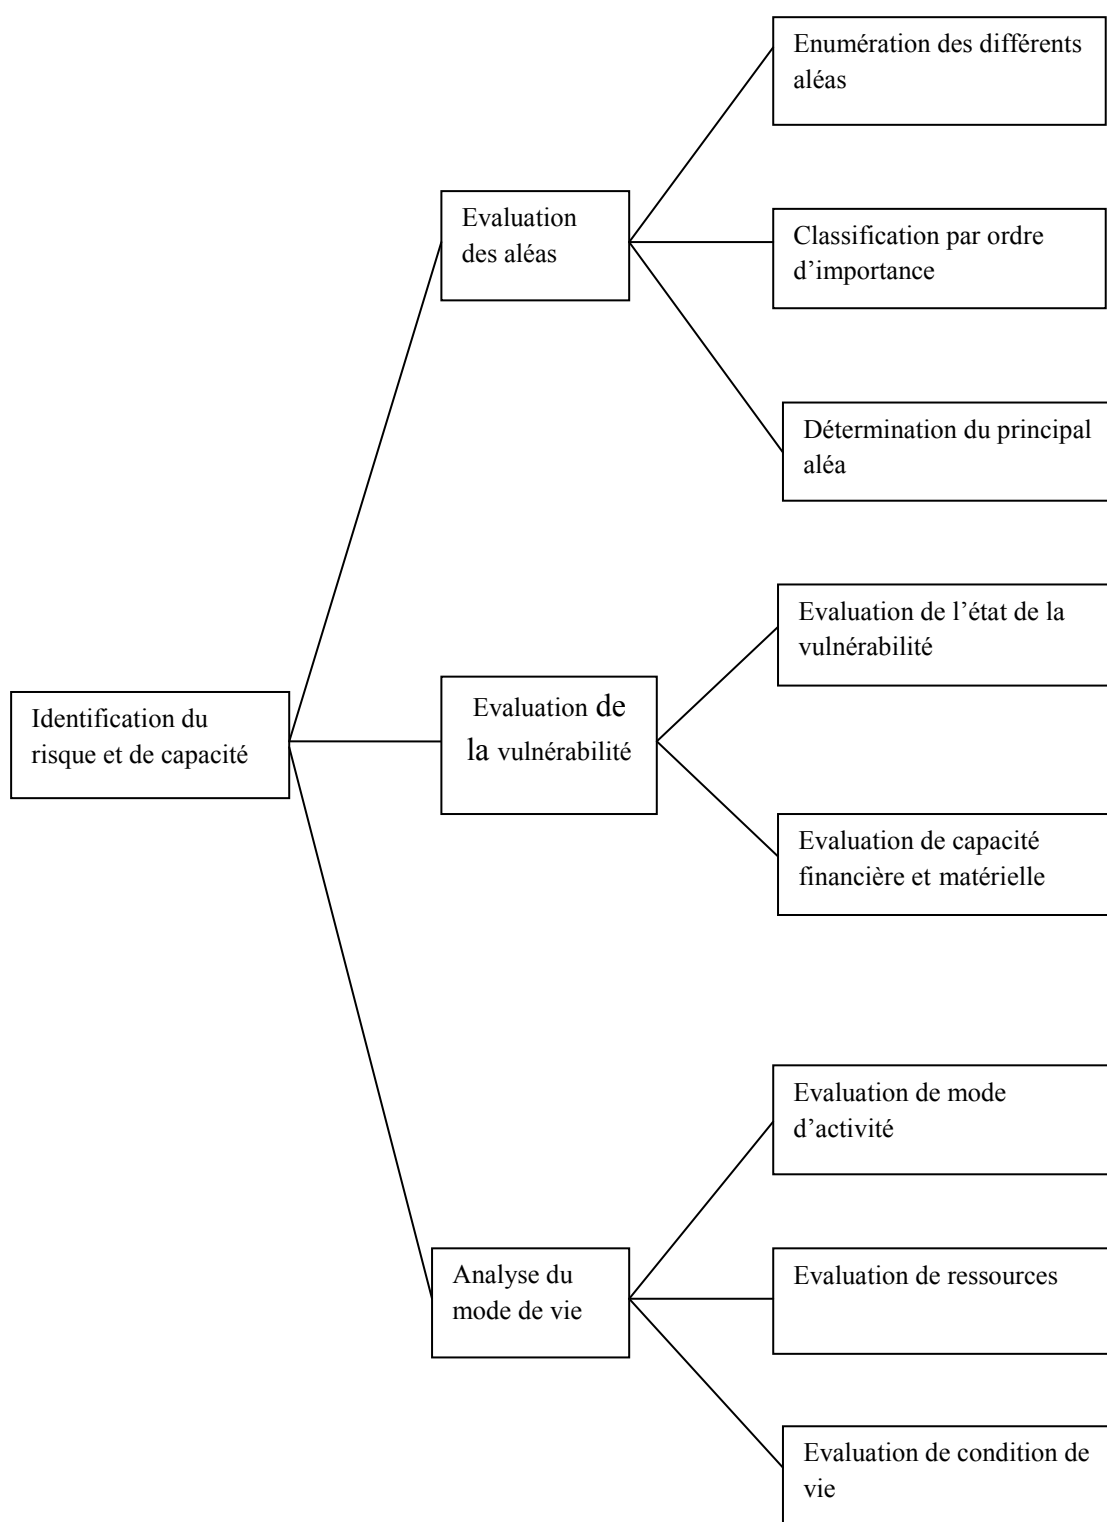 Enumération des différents
aléas
Evaluation
des aléas
Classification par ordre
d’importance
Détermination du principal
aléa
Evaluation de l’état de la
vulnérabilité
Identification du
risque et de capacité
Evaluation de
la vulnérabilité
Evaluation de capacité
financière et matérielle
Evaluation de mode
d’activité
Analyse du
mode de vie
Evaluation de ressources
Evaluation de condition de
vie